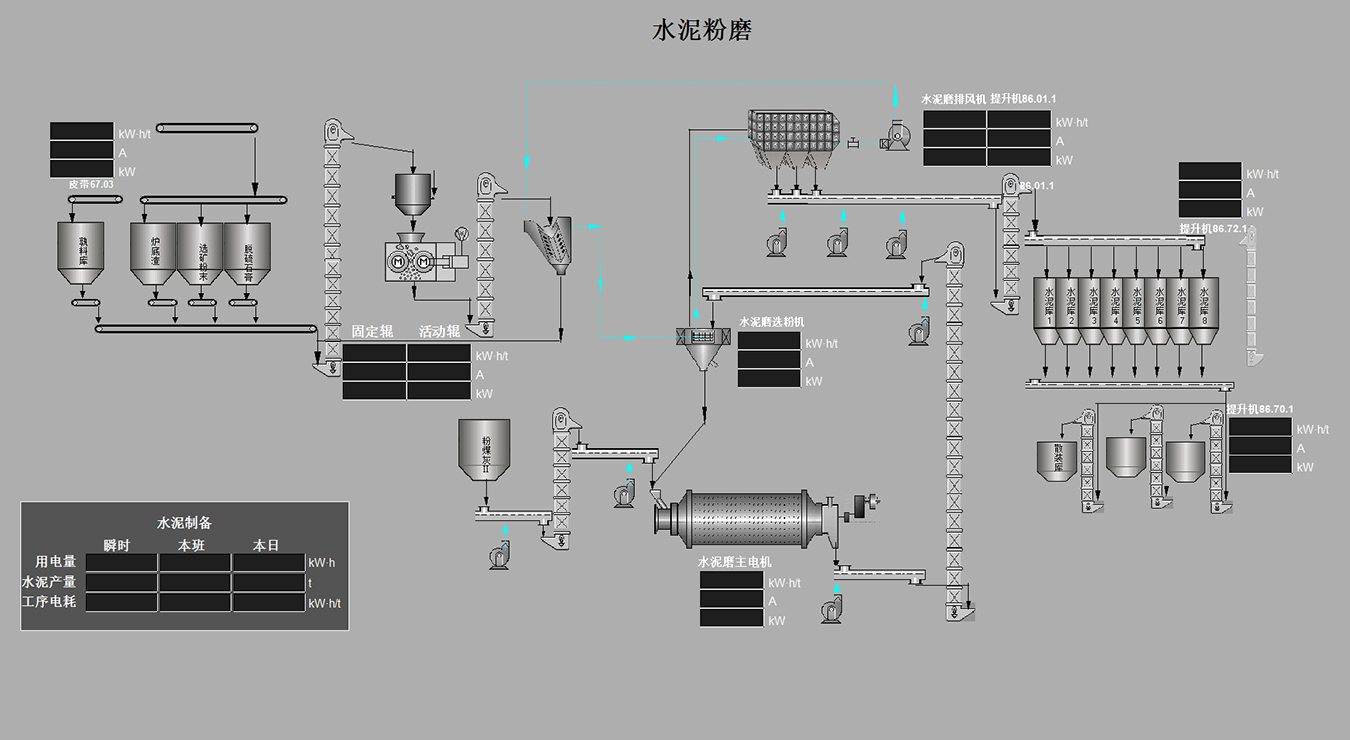 水泥粉磨
kW·h/t
A
kW
皮带67.03
熟料库
炉底渣
选矿粉末
脱硫石膏
固定辊 活动辊
kW·h/t
A
kW
M M
M
水泥磨排风机 提升机86.01.1
kW·h/t
A
kW
86.01.1
kW·h/t
A
kW
提升机86.72.1
水泥库1
水泥库2
水泥库3
水泥库4
水泥库5
水泥库6
水泥库7
水泥库8
水泥磨选粉机
kW·h/t
A
kW
提升机86.70.1
kW·h/t
A
kW
散装库
粉煤灰II
水泥磨主电机
kW·h/t
A
kW
水泥制备
瞬时 本班 本日
用电量 kW·h
水泥产量 t
工序电耗 kW·h/t